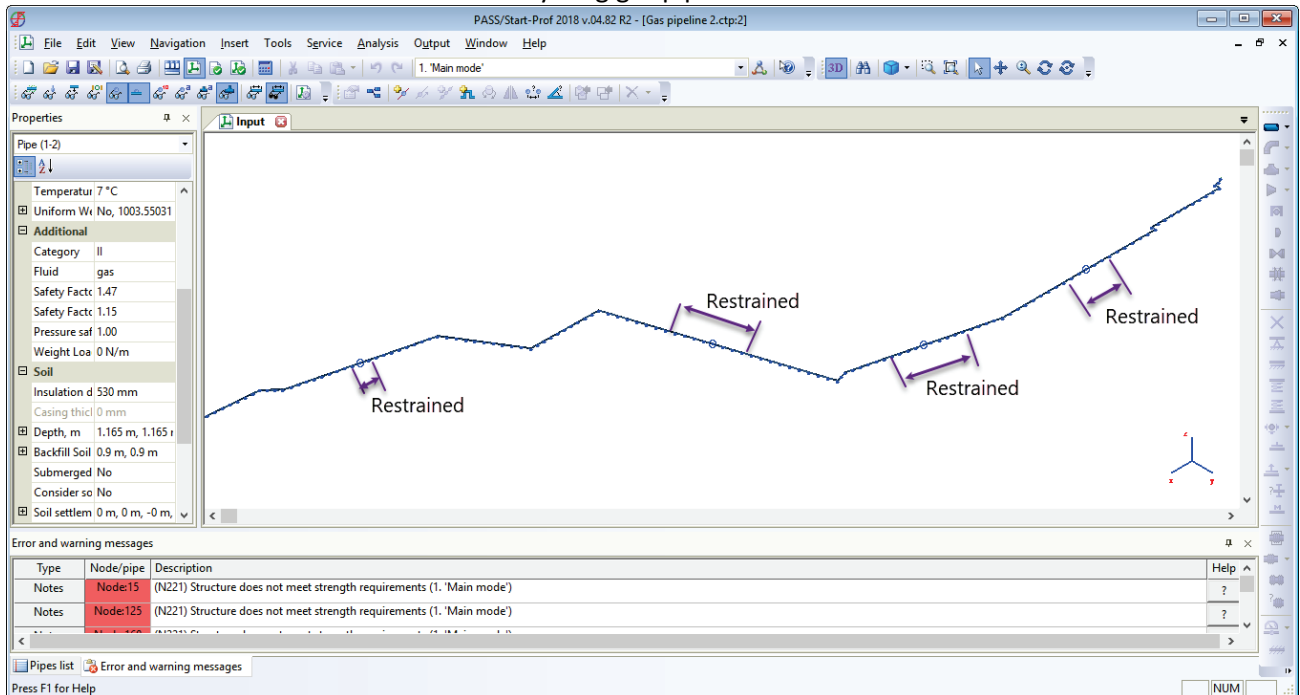 PASS/Start-Prof 2018 v.04.82 R2 - [Gas pipeline 2.ctp:2]
File Edit View Navigation Insert Tools Service Analysis Output Window Help
1. 'Main mode'
3D
Properties
Input
Pipe (1-2)
Temperatur 7 °C
Uniform We No, 1003.55031
Additional
Category II
Fluid gas
Safety Factc 1.47
Safety Factc 1.15
Pressure saf 1.00
Weight Loa 0 N/m
Soil
Insulation d 530 mm
Casing thicl 0 mm
Depth, m 1.165 m, 1.165 r
Backfill Soil 0.9 m, 0.9 m
Submerged No
Consider so No
Soil settlem 0 m, 0 m, -0 m,
Restrained
Restrained
Restrained
Restrained
z
x
y
Error and warning messages
Type Node/pipe Description Help
Notes Node:15 (N221) Structure does not meet strength requirements (1. 'Main mode') ?
Notes Node:125 (N221) Structure does not meet strength requirements (1. 'Main mode') ?
Pipes list Error and warning messages
Press F1 for Help NUM